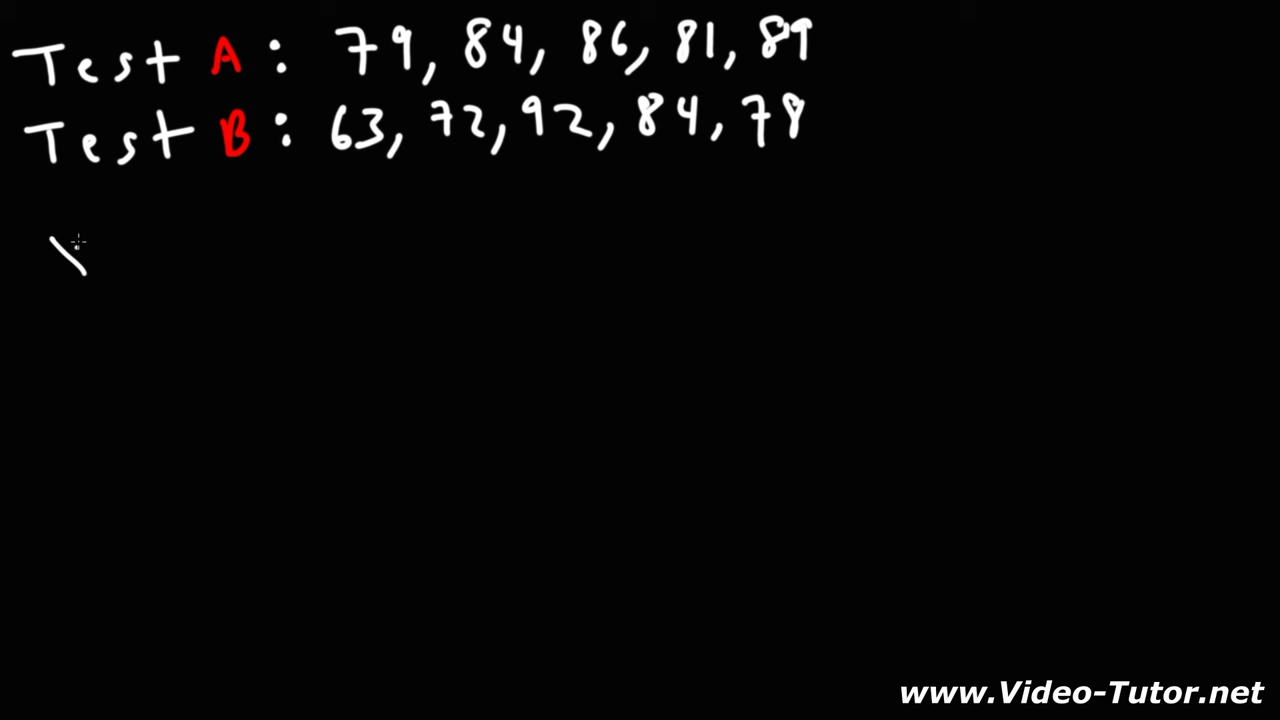 Test A: 79, 84, 86, 81, 89
Test B: 63, 72, 92, 84, 78
www.Video-Tutor.net